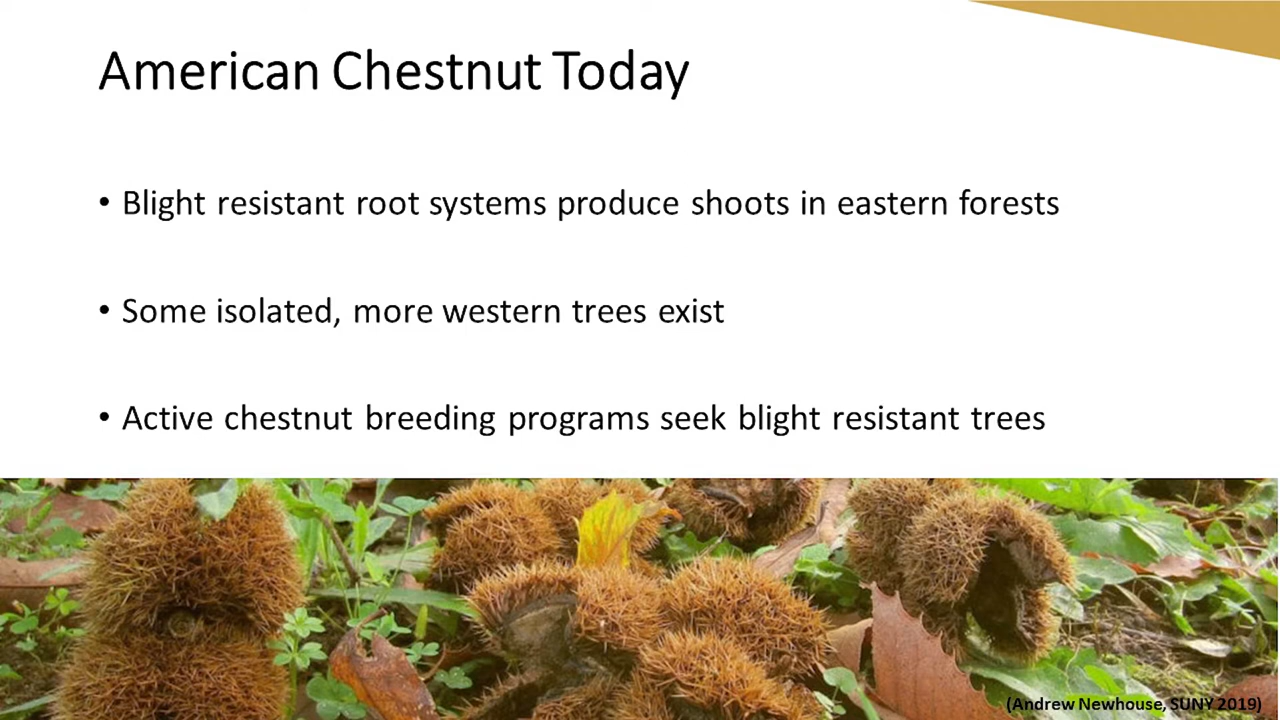 American Chestnut Today
• Blight resistant root systems produce shoots in eastern forests
• Some isolated, more western trees exist
• Active chestnut breeding programs seek blight resistant trees
(Andrew Newhouse, SUNY 2019)